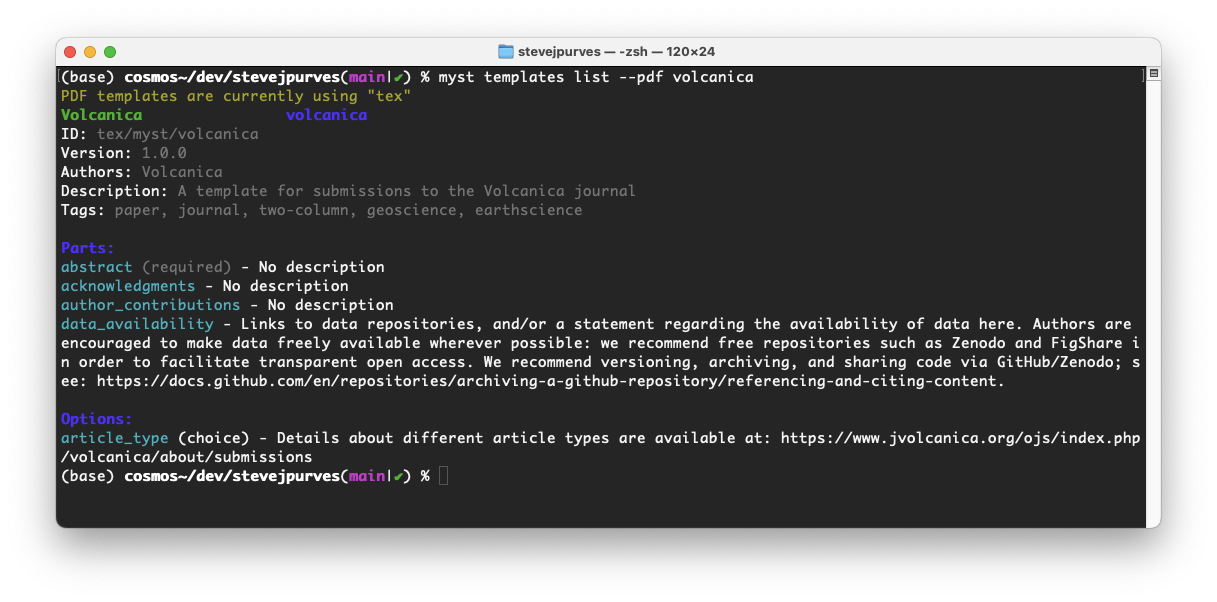 stevejpurves — -zsh — 120×24
(base) cosmos~/dev/stevejpurves(main|✔) % myst templates list --pdf volcanica
PDF templates are currently using "tex"
Volcanica                volcanica
ID: tex/myst/volcanica
Version: 1.0.0
Authors: Volcanica
Description: A template for submissions to the Volcanica journal
Tags: paper, journal, two-column, geoscience, earthscience
Parts:
abstract (required) - No description
acknowledgments - No description
author_contributions - No description
data_availability - Links to data repositories, and/or a statement regarding the availability of data here. Authors are
encouraged to make data freely available wherever possible: we recommend free repositories such as Zenodo and FigShare i
n order to facilitate transparent open access. We recommend versioning, archiving, and sharing code via GitHub/Zenodo; s
ee: https://docs.github.com/en/repositories/archiving-a-github-repository/referencing-and-citing-content.
Options:
article_type (choice) - Details about different article types are available at: https://www.jvolcanica.org/ojs/index.php
/volcanica/about/submissions
(base) cosmos~/dev/stevejpurves(main|✔) %